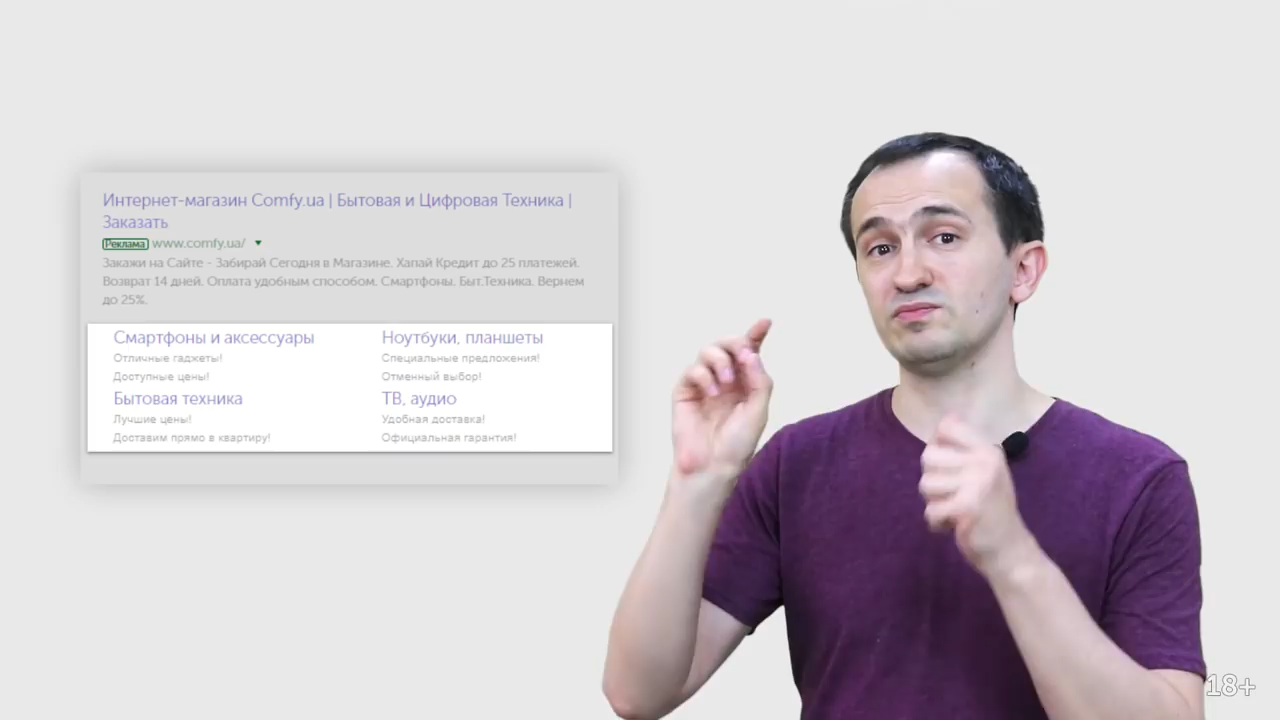 Интернет-магазин Comfy.ua | Бытовая и Цифровая Техника |
Заказать
Реклама www.comfy.ua/
Закажи на Сайте - Забирай Сегодня в Магазине. Хапай Кредит до 25 платежей.
Возврат 14 дней. Оплата удобным способом. Смартфоны. Быт.Техника. Вернем
до 25%.
Смартфоны и аксессуары
Отличные гаджеты!
Доступные цены!
Ноутбуки, планшеты
Специальные предложения!
Отменный выбор!
Бытовая техника
Лучшие цены!
Доставим прямо в квартиру!
ТВ, аудио
Удобная доставка!
Официальная гарантия!
18+